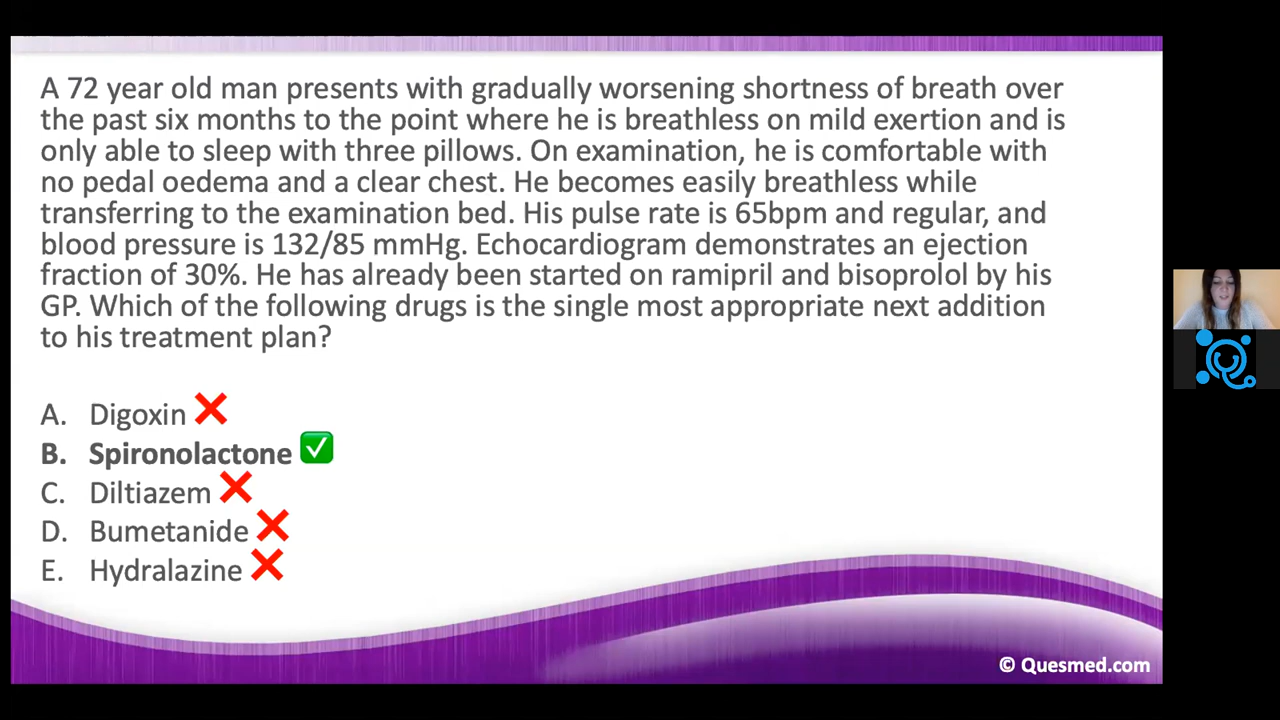 A 72 year old man presents with gradually worsening shortness of breath over
the past six months to the point where he is breathless on mild exertion and is
only able to sleep with three pillows. On examination, he is comfortable with
no pedal oedema and a clear chest. He becomes easily breathless while
transferring to the examination bed. His pulse rate is 65bpm and regular, and
blood pressure is 132/85 mmHg. Echocardiogram demonstrates an ejection
fraction of 30%. He has already been started on ramipril and bisoprolol by his
GP. Which of the following drugs is the single most appropriate next addition
to his treatment plan?
A. Digoxin ❌
B. Spironolactone ✅
C. Diltiazem ❌
D. Bumetanide ❌
E. Hydralazine ❌
© Quesmed.com